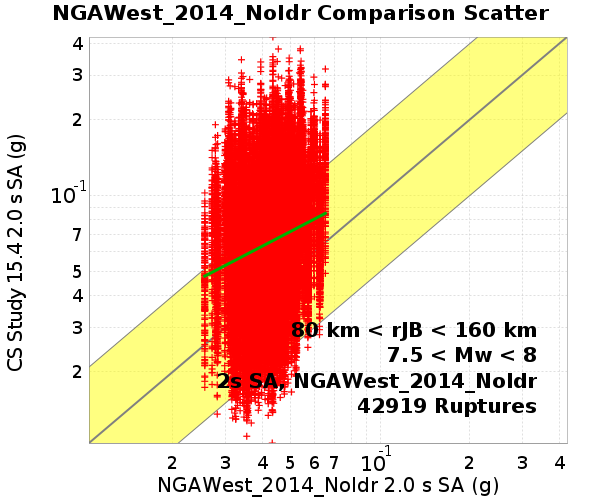 NGAWest_2014_NoIdr Comparison Scatter
CS Study 15.4 2.0 s SA (g)
4
3
2
10-1
7
5
4
3
2
80 km < rJB < 160 km
7.5 < Mw < 8
2s SA, NGAWest_2014_NoIdr
42919 Ruptures
2 3 4 5 6 7 10-1 2 3 4
NGAWest_2014_NoIdr 2.0 s SA (g)